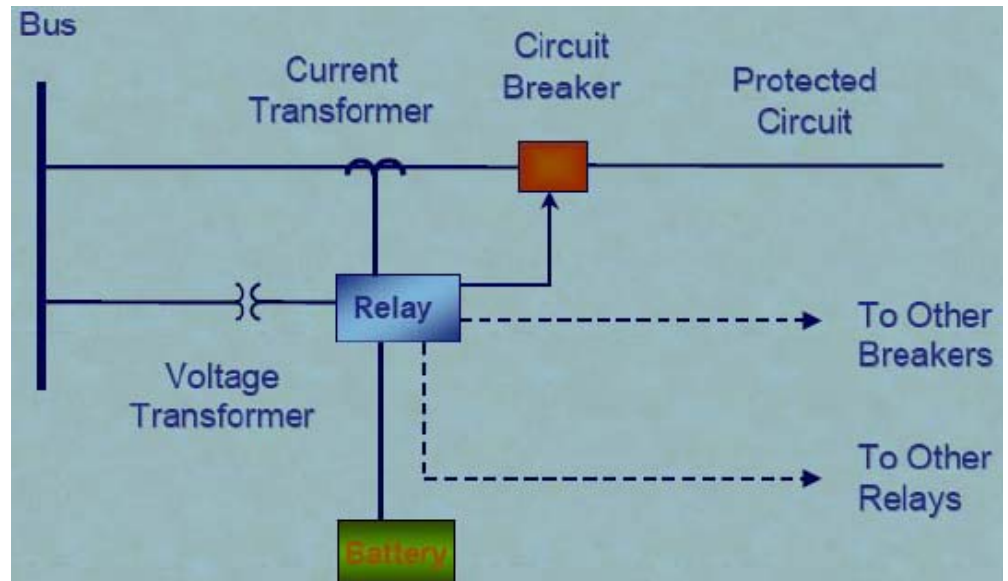 Bus
Current
Transformer
Circuit
Breaker
Protected
Circuit
Relay
Voltage
Transformer
To Other
Breakers
To Other
Relays
Battery